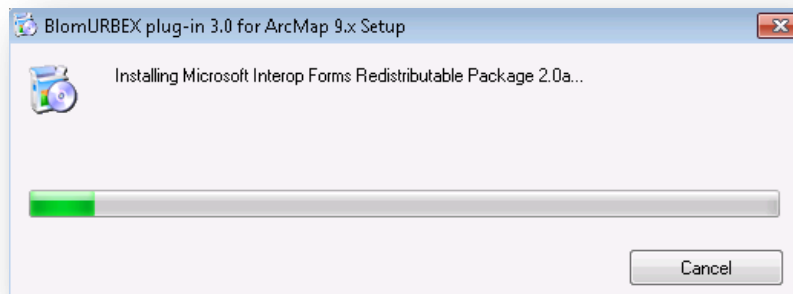 BlomURBEX plug-in 3.0 for ArcMap 9.x Setup
Installing Microsoft Interop Forms Redistributable Package 2.0a...
Cancel